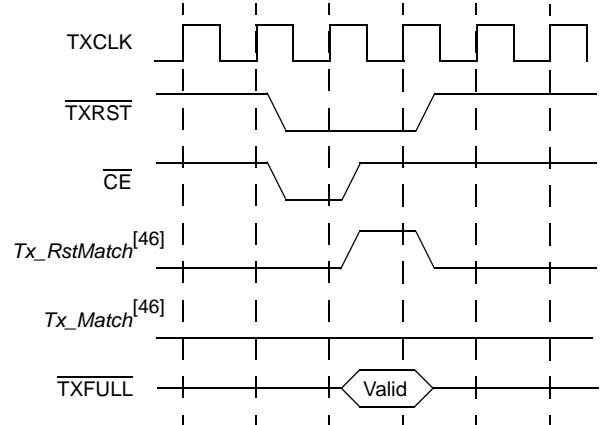 TXCLK
TXRST
CE
Tx_RstMatch[46]
Tx_Match[46]
TXFULL
Valid